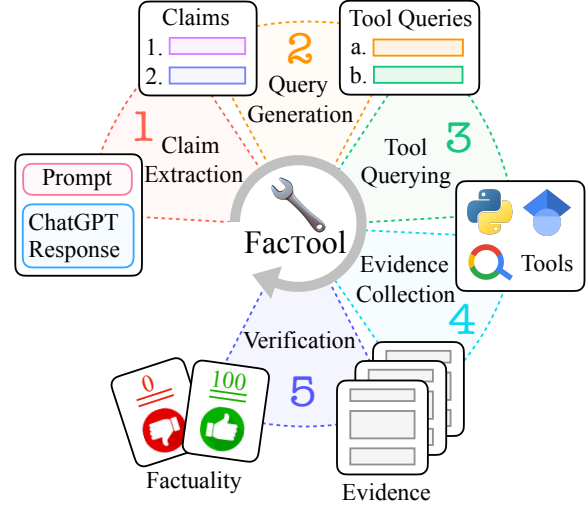 Claims
1.
2.
Tool Queries
a.
b.
1
Claim
Extraction
2
Query
Generation
3
Tool
Querying
Prompt
ChatGPT
Response
FacTool
Tools
Evidence
Collection
4
Verification
5
0
100
Factuality
Evidence